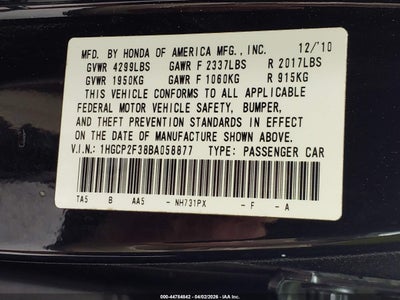 MFD. BY HONDA OF AMERICA MFG., INC. 12/'10
GVWR 4299LBS GAWR F 2337LBS R 2017LBS
GVWR 1950KG GAWR F 1060KG R 915KG
THIS VEHICLE CONFORMS TO ALL APPLICABLE
FEDERAL MOTOR VEHICLE SAFETY, BUMPER,
AND THEFT PREVENTION STANDARDS IN EFFECT
ON THE DATE OF MANUFACTURE SHOWN ABOVE.
V.I.N.: 1HGCP2F38BA058877 TYPE: PASSENGER CAR
TA5 B AA5 - NH731PX - F - A
000-44784842 - 04/02/2026 - IAA Inc. - USA